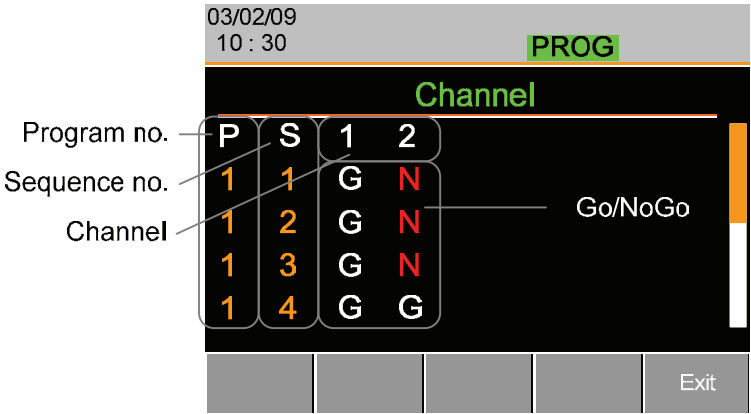 03/02/09
10 : 30 PROG
Channel
Program no. P S 1 2
Sequence no. 1 1 G N
Channel 1 2 G N Go/NoGo
1 3 G N
1 4 G G
Exit